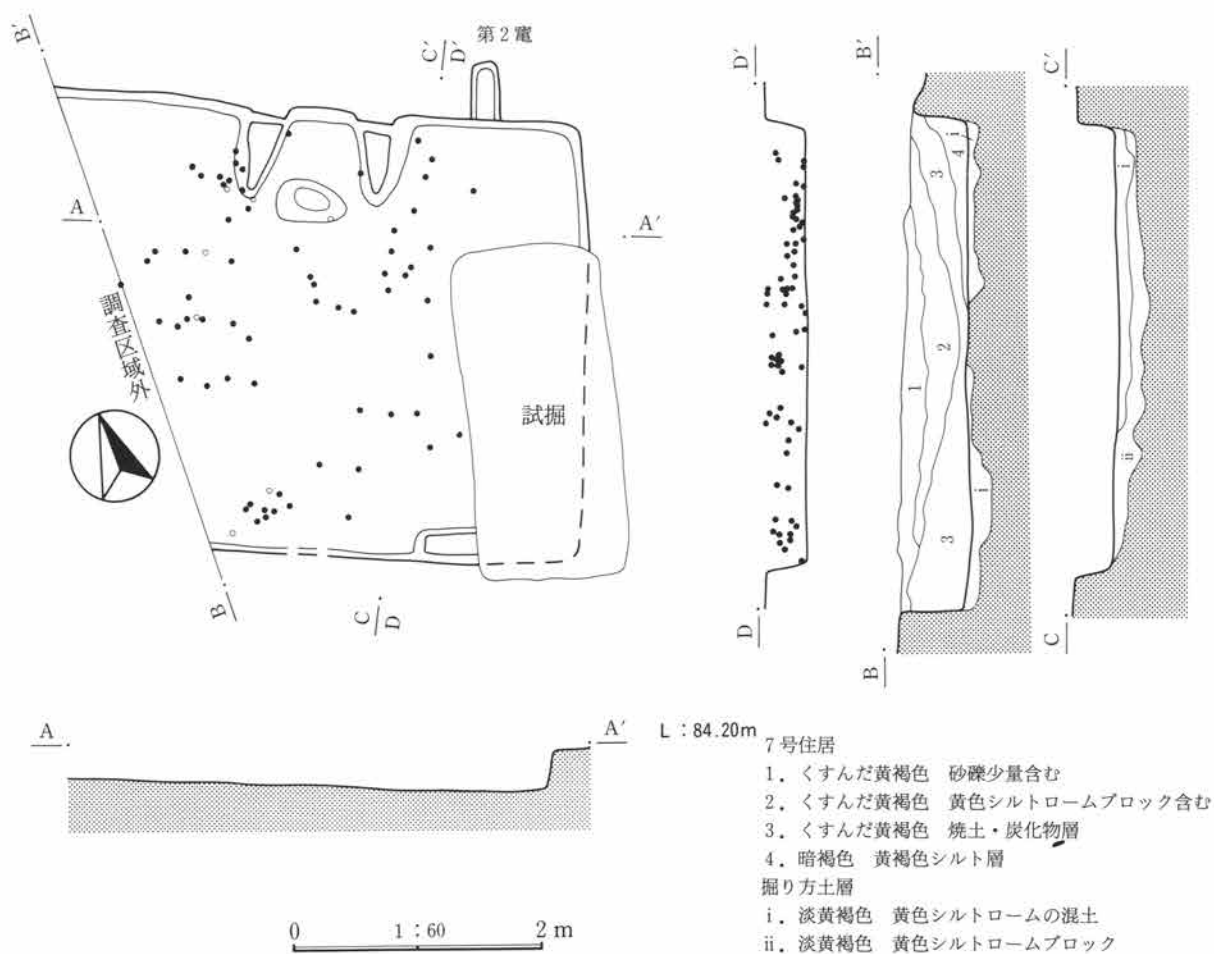 B′
C′
D′
第2竈
A
A′
調査区域外
試掘
B
C
D
D′
D
B′
i
4
3
2
1
i
3
B
C′
i
ii
C
A
A′
L：84.20m
7号住居
1．くすんだ黄褐色　砂礫少量含む
2．くすんだ黄褐色　黄色シルトロームブロック含む
3．くすんだ黄褐色　焼土・炭化物層
4．暗褐色　黄褐色シルト層
掘り方土層
ⅰ．淡黄褐色　黄色シルトロームの混土
ⅱ．淡黄褐色　黄色シルトロームブロック
0　1：60　2 m